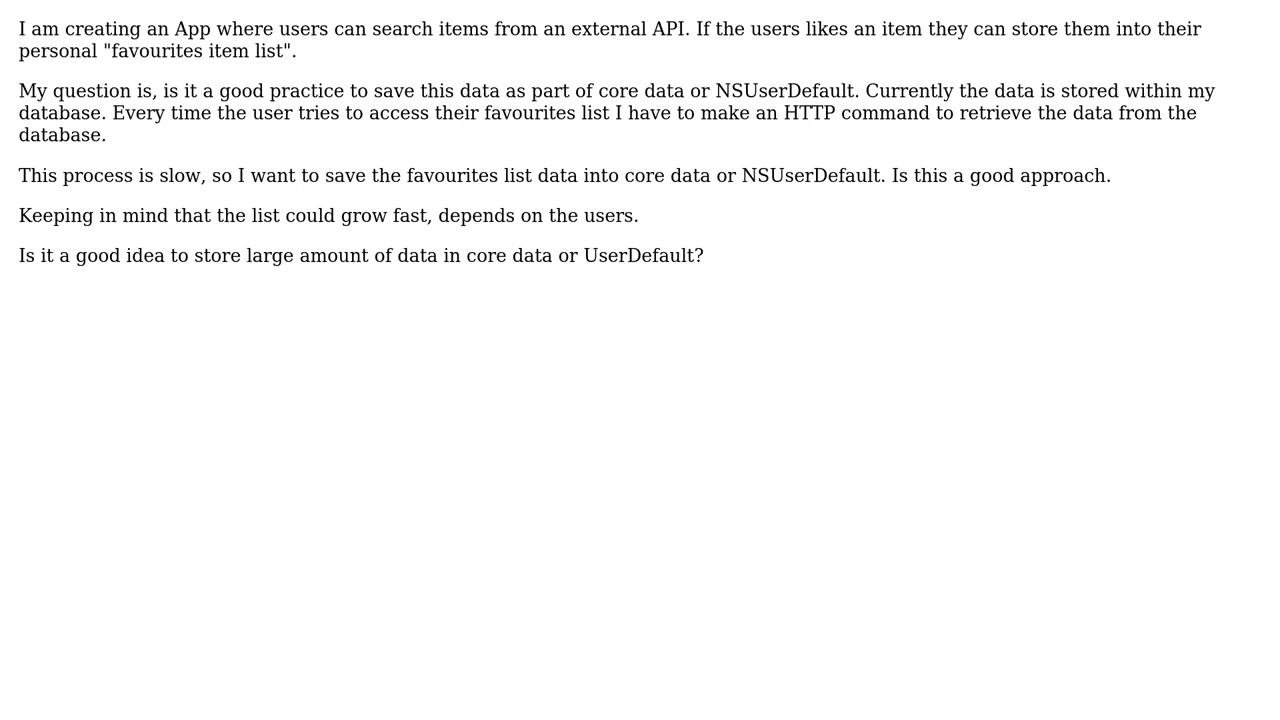 I am creating an App where users can search items from an external API. If the users likes an item they can store them into their
personal "favourites item list".
My question is, is it a good practice to save this data as part of core data or NSUserDefault. Currently the data is stored within my
database. Every time the user tries to access their favourites list I have to make an HTTP command to retrieve the data from the
database.
This process is slow, so I want to save the favourites list data into core data or NSUserDefault. Is this a good approach.
Keeping in mind that the list could grow fast, depends on the users.
Is it a good idea to store large amount of data in core data or UserDefault?